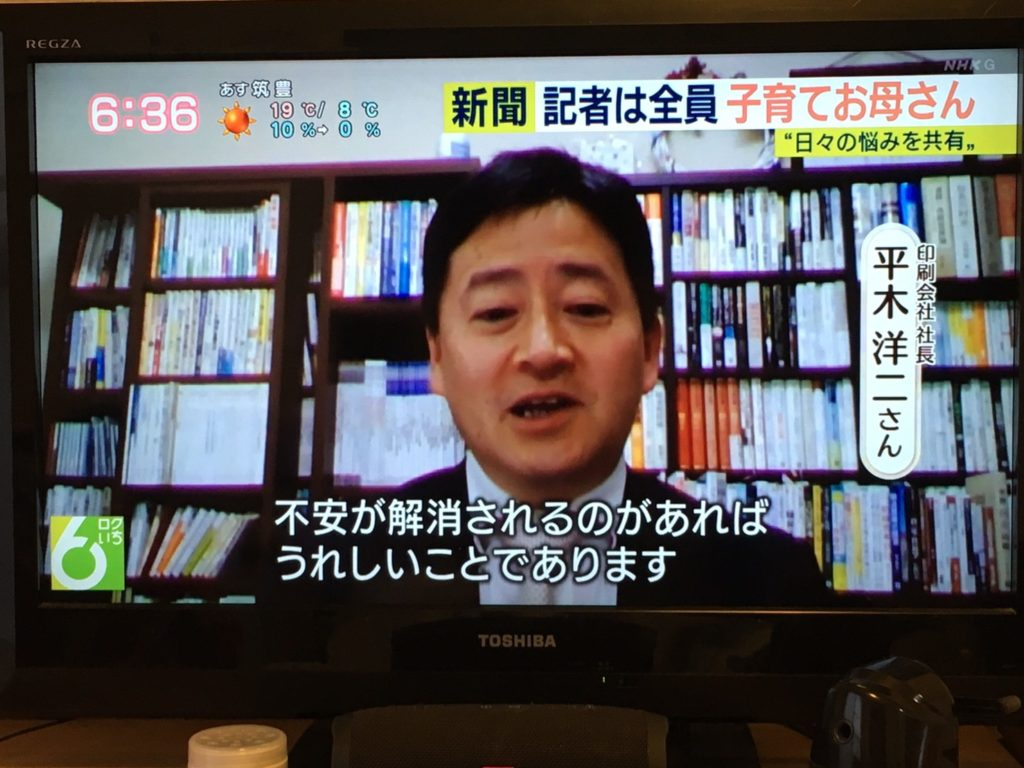 REGZA
NHK G
6:36
あす 筑豊
19℃/ 8℃
10%→ 0%
新聞 記者は全員 子育てお母さん
“日々の悩みを共有„
印刷会社社長
平木 洋二さん
不安が解消されるのがあれば
うれしいことであります
6 ロクいち
TOSHIBA